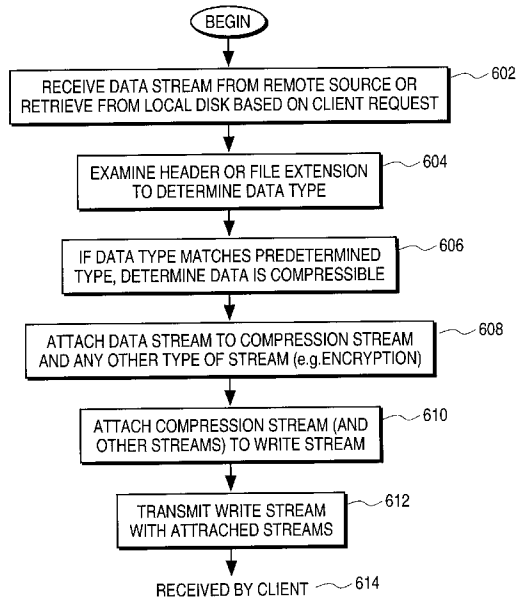 BEGIN
RECEIVE DATA STREAM FROM REMOTE SOURCE OR
RETRIEVE FROM LOCAL DISK BASED ON CLIENT REQUEST
602
EXAMINE HEADER OR FILE EXTENSION
TO DETERMINE DATA TYPE
604
IF DATA TYPE MATCHES PREDETERMINED
TYPE, DETERMINE DATA IS COMPRESSIBLE
606
ATTACH DATA STREAM TO COMPRESSION STREAM
AND ANY OTHER TYPE OF STREAM (e.g.ENCRYPTION)
608
ATTACH COMPRESSION STREAM (AND
OTHER STREAMS) TO WRITE STREAM
610
TRANSMIT WRITE STREAM
WITH ATTRACHED STREAMS
612
RECEIVED BY CLIENT
614